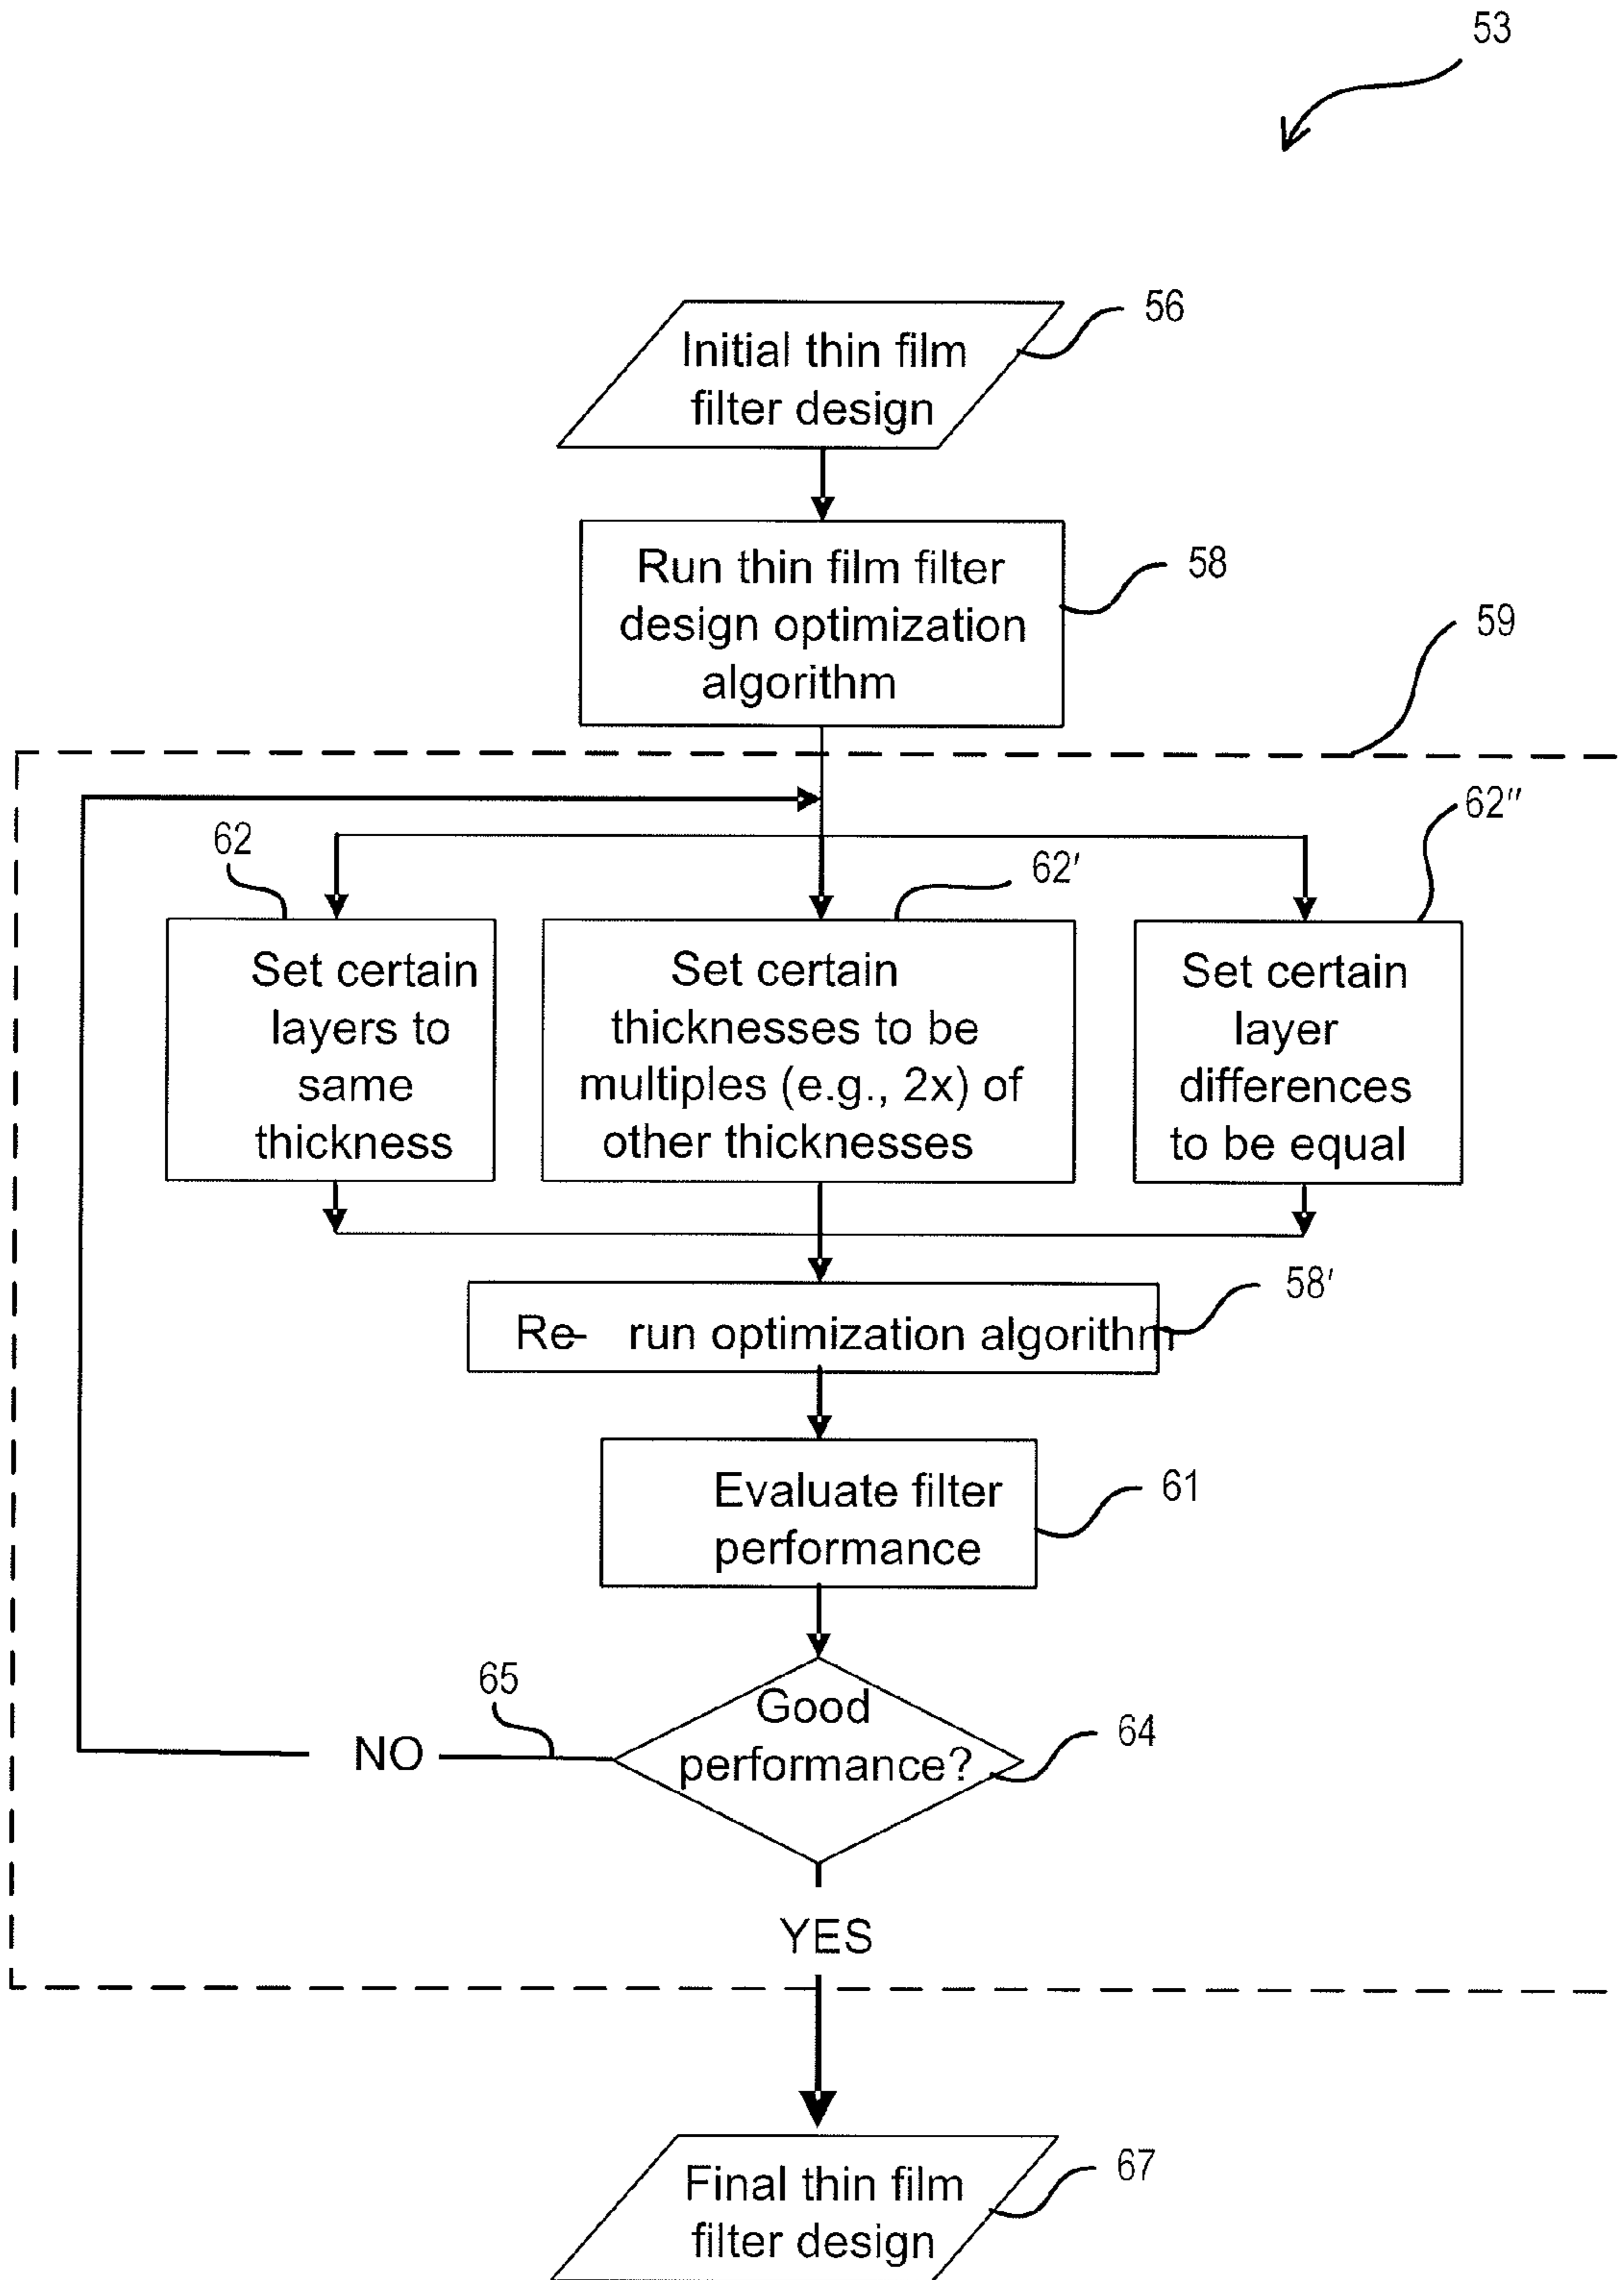 53
56
Initial thin film
filter design
58
Run thin film filter
design optimization
algorithm
59
62
62'
62''
Set certain
layers to
same
thickness
Set certain
thicknesses to be
multiples (e.g., 2x) of
other thicknesses
Set certain
layer
differences
to be equal
58'
Re- run optimization algorithm
61
Evaluate filter
performance
65
64
Good
performance?
NO
YES
67
Final thin film
filter design